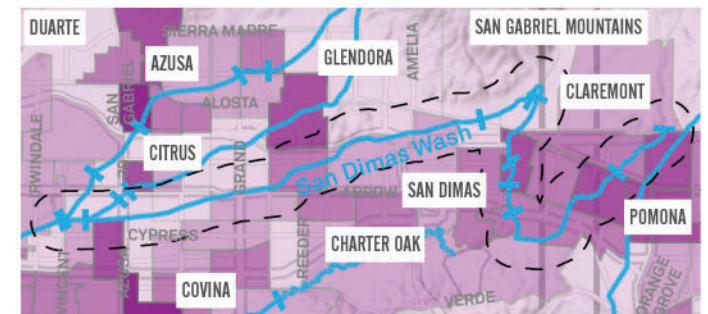 DUARTE
SIERRA MADRE
SAN GABRIEL MOUNTAINS
AZUSA
GLENDORA
AMELIA
SAN GABRIEL
ALOSTA
CLAREMONT
IRWINDALE
CITRUS
GRAND
San Dimas Wash
ARROW
SAN DIMAS
POMONA
CYPRESS
CHARTER OAK
REEDER
VINCENT
AZUSA
COVINA
VERDE
ORANGE GROVE